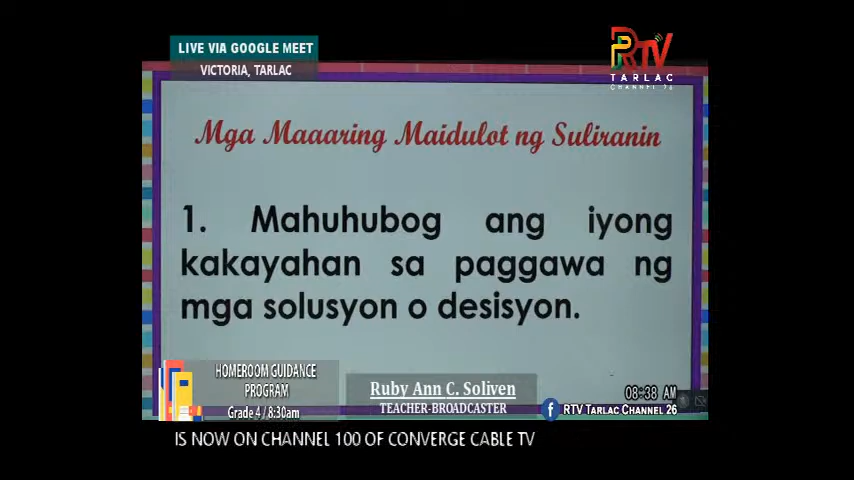 LIVE VIA GOOGLE MEET
VICTORIA, TARLAC
RTV
TARLAC
CHANNEL 26
Mga Maaaring Maidulot ng Suliranin
1. Mahuhubog ang iyong
kakayahan sa paggawa ng
mga solusyon o desisyon.
HOMEROOM GUIDANCE
PROGRAM
Grade 4 / 8:30am
Ruby Ann C. Soliven
TEACHER-BROADCASTER
08:38 AM
f RTV TARLAC CHANNEL 26
IS NOW ON CHANNEL 100 OF CONVERGE CABLE TV